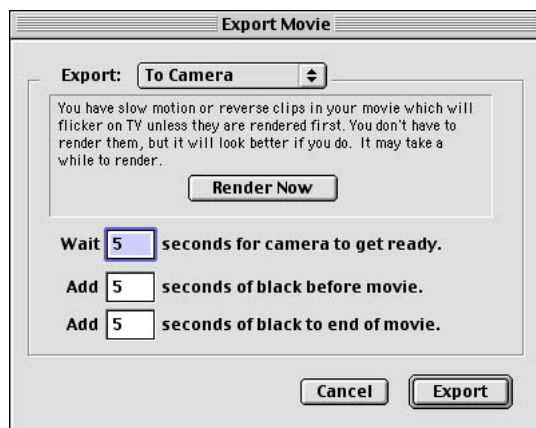 Export Movie
Export: To Camera
You have slow motion or reverse clips in your movie which will
flicker on TV unless they are rendered first. You don't have to
render them, but it will look better if you do. It may take a
while to render.
Render Now
Wait 5 seconds for camera to get ready.
Add 5 seconds of black before movie.
Add 5 seconds of black to end of movie.
Cancel Export